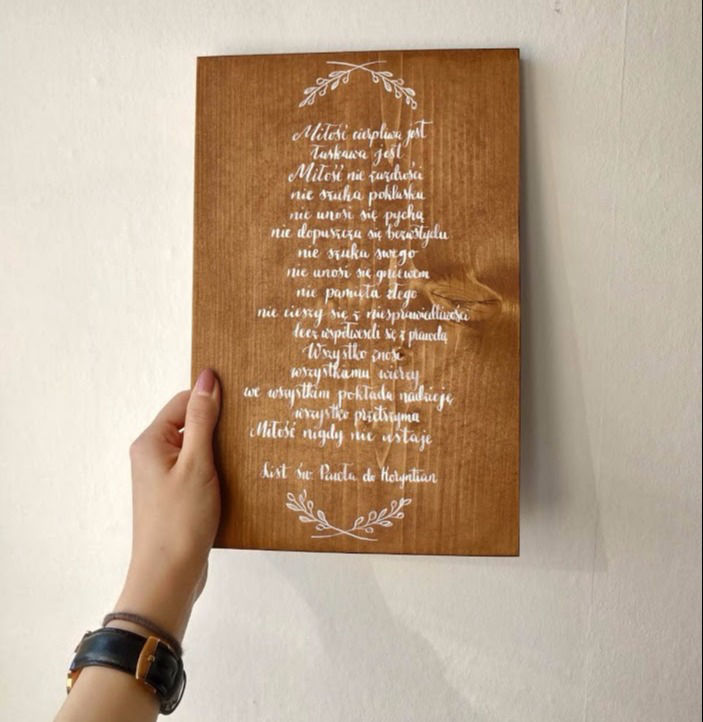 Miłość cierpliwa jest
łaskawa jest
Miłość nie zazdrości
nie szuka poklasku
nie unosi się pychą
nie dopuszcza się bezwstydu
nie szuka swego
nie unosi się gniewem
nie pamięta złego
nie cieszy się z niesprawiedliwości
lecz współweseli się z prawdą
Wszystko znosi
wszystkiemu wierzy
we wszystkim pokłada nadzieję
wszystko przetrzyma
Miłość nigdy nie ustaje
List św. Pawła do Koryntian